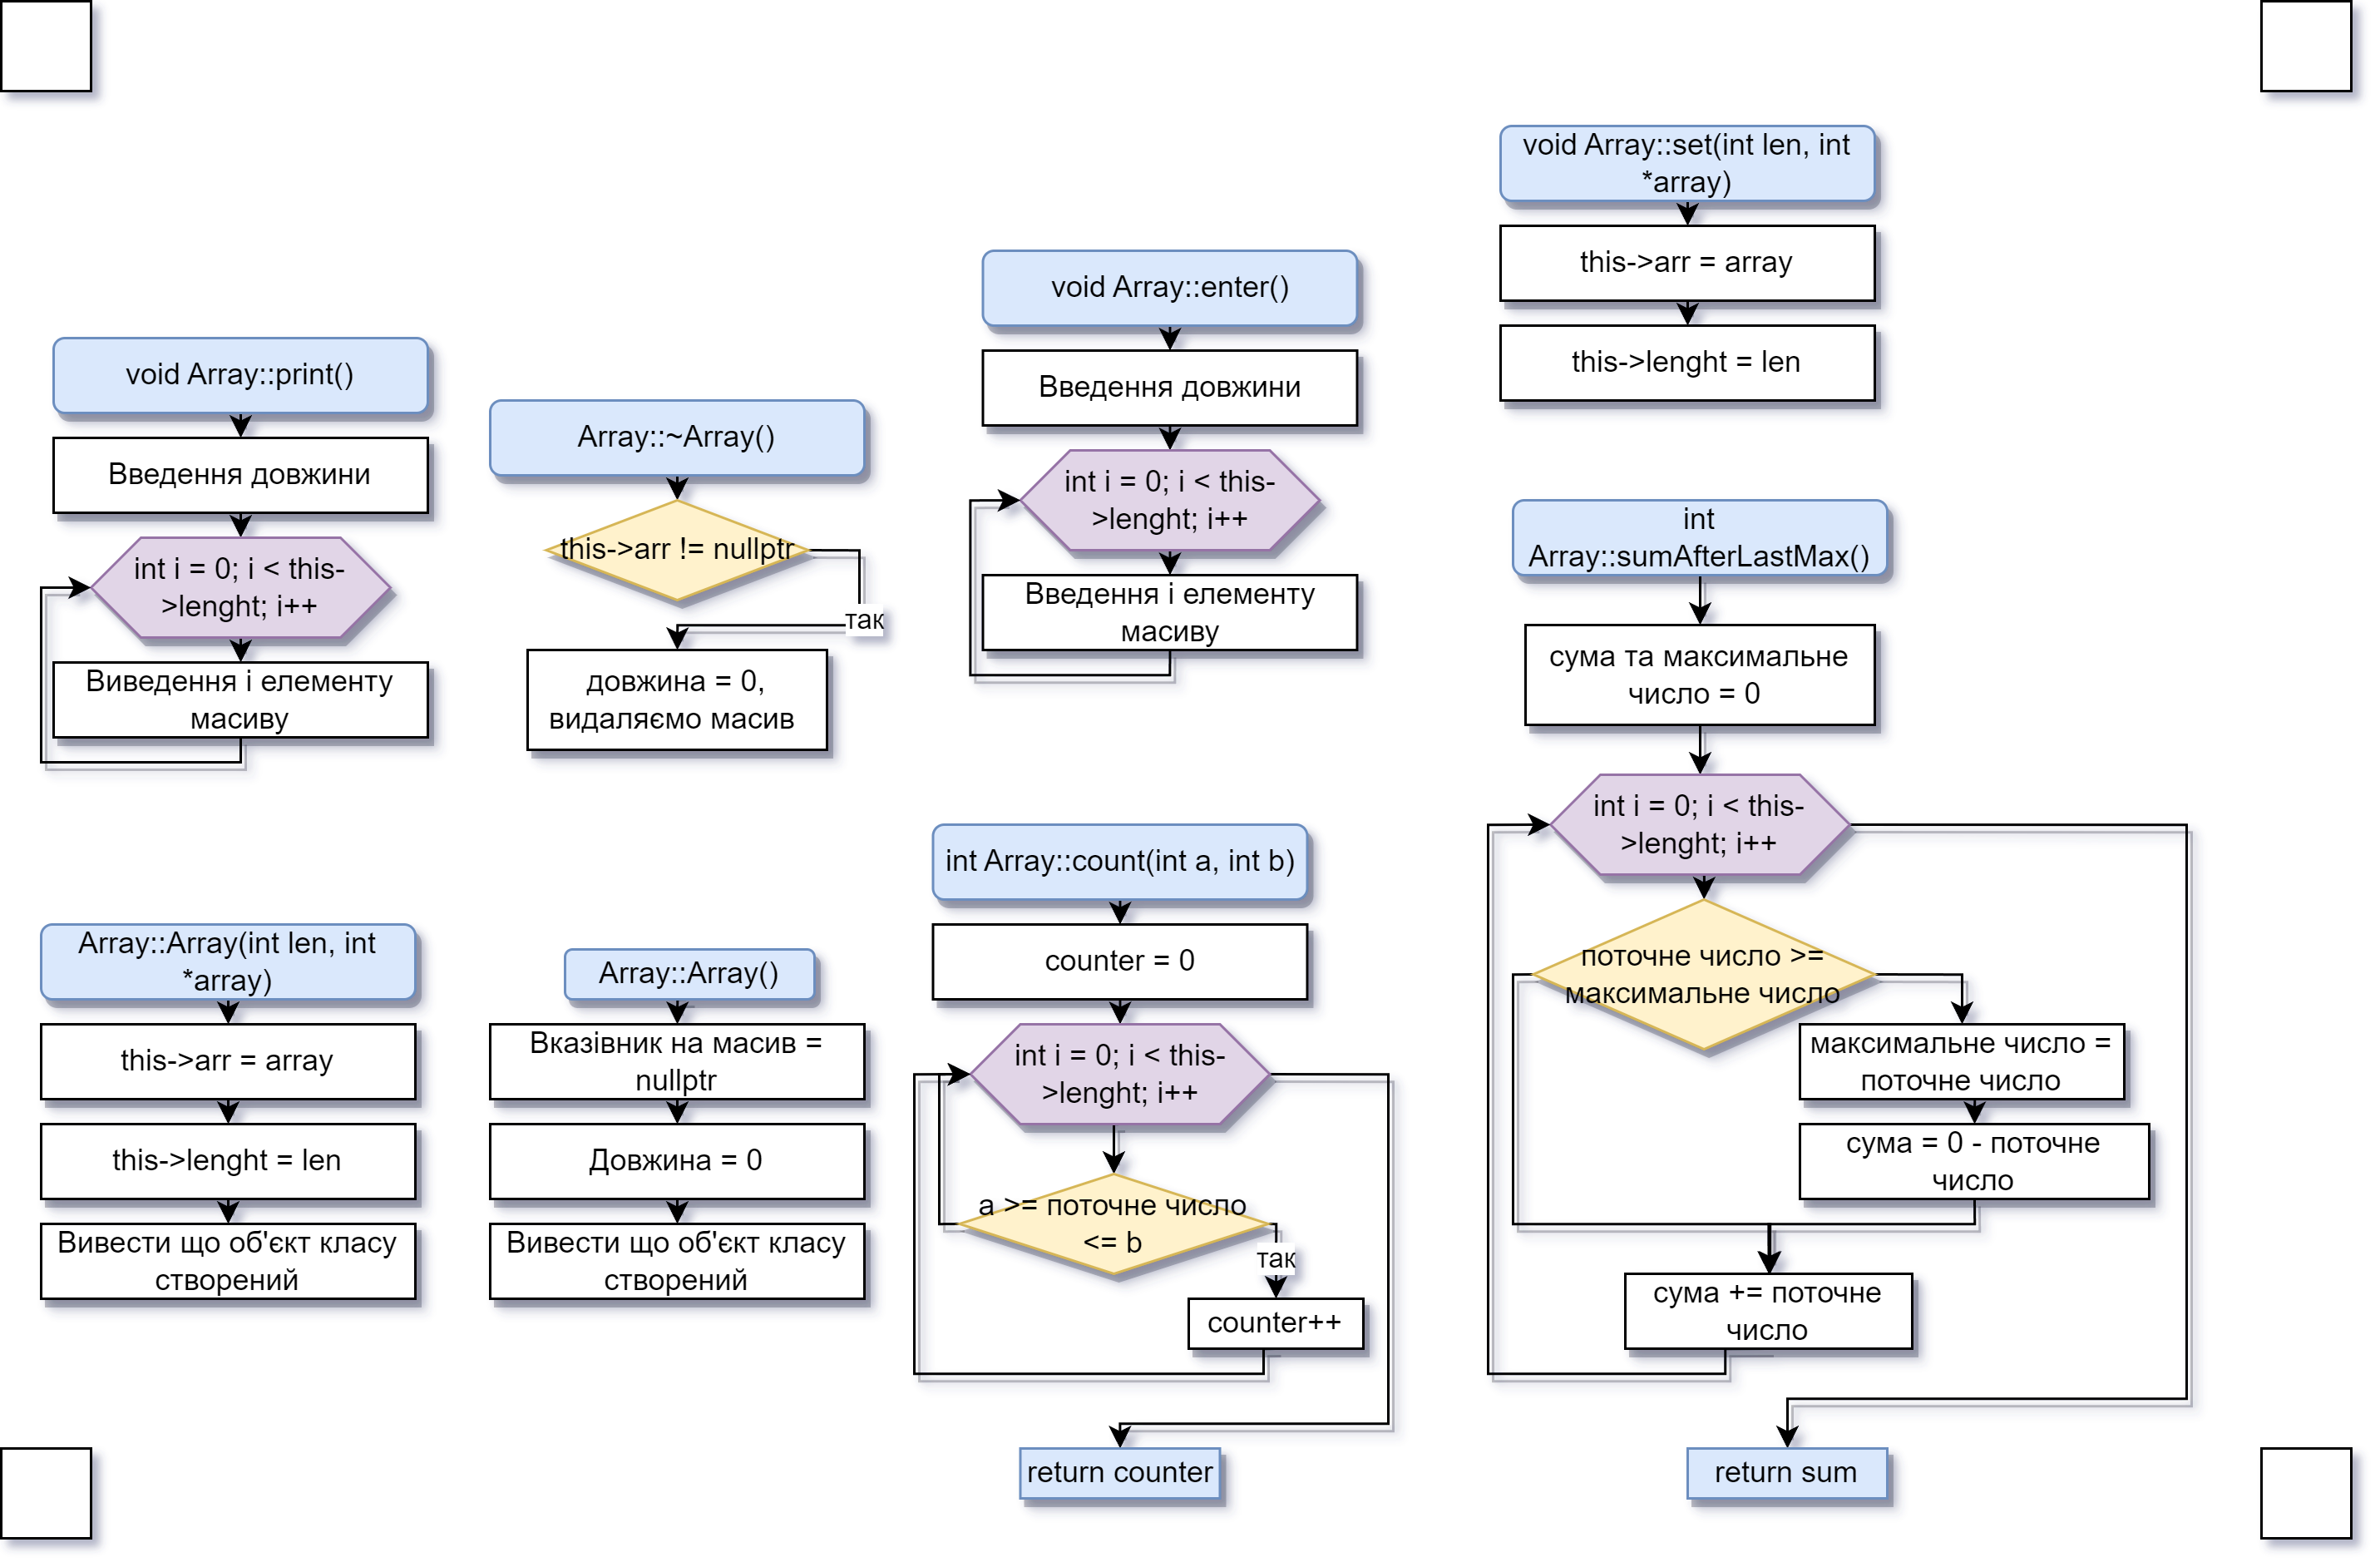 void Array::print()
Введення довжини
int i = 0; i < this-
>lenght; i++
Виведення і елементу
масиву
Array::~Array()
this->arr != nullptr
так
довжина = 0,
видаляємо масив
void Array::enter()
Введення довжини
int i = 0; i < this-
>lenght; i++
Введення і елементу
масиву
void Array::set(int len, int
*array)
this->arr = array
this->lenght = len
int
Array::sumAfterLastMax()
сума та максимальне
число = 0
int i = 0; i < this-
>lenght; i++
поточне число >=
максимальне число
максимальне число =
поточне число
сума = 0 - поточне
число
сума += поточне
число
return sum
Array::Array(int len, int
*array)
this->arr = array
this->lenght = len
Вивести що об'єкт класу
створений
Array::Array()
Вказівник на масив =
nullptr
Довжина = 0
Вивести що об'єкт класу
створений
int Array::count(int a, int b)
counter = 0
int i = 0; i < this-
>lenght; i++
a >= поточне число
<= b
так
counter++
return counter